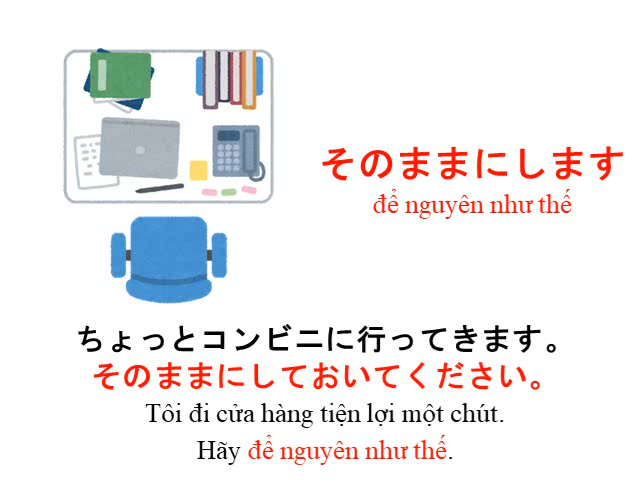 そのままにします
để nguyên như thế
ちょっとコンビニに行ってきます。
そのままにしておいてください。
Tôi đi cửa hàng tiện lợi một chút.
Hãy để nguyên như thế.